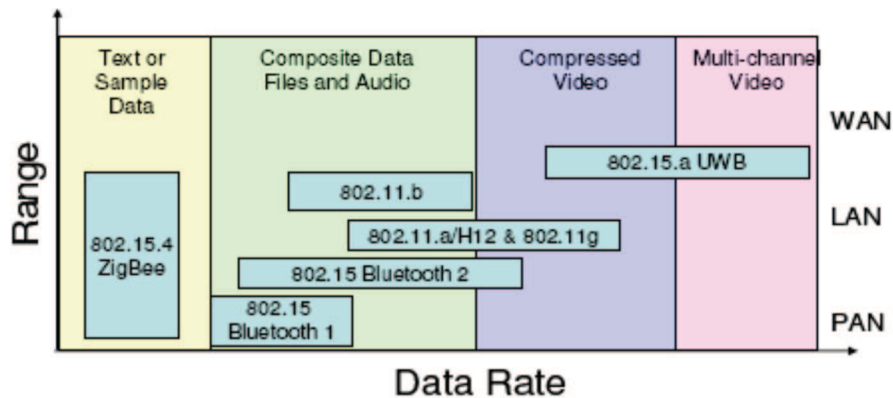 Text or
Sample
Data
Composite Data
Files and Audio
Compressed
Video
Multi-channel
Video
WAN
802.15.a UWB
802.11.b
LAN
802.11.a/H12 & 802.11g
802.15.4
ZigBee
802.15 Bluetooth 2
802.15
Bluetooth 1
PAN
Range
Data Rate